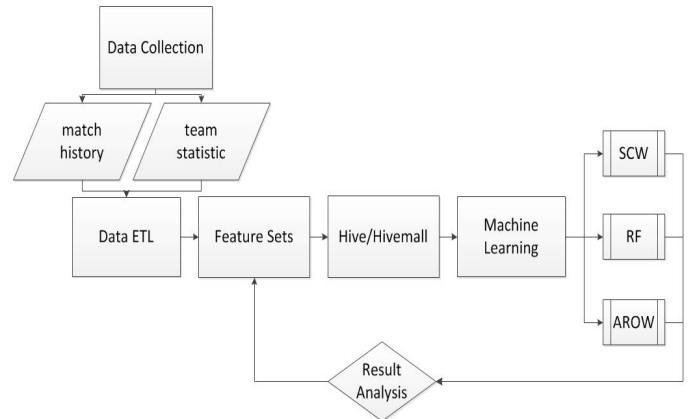 Data Collection
match
history
team
statistic
Data ETL
Feature Sets
Hive/Hivemall
Machine
Learning
SCW
RF
AROW
Result
Analysis